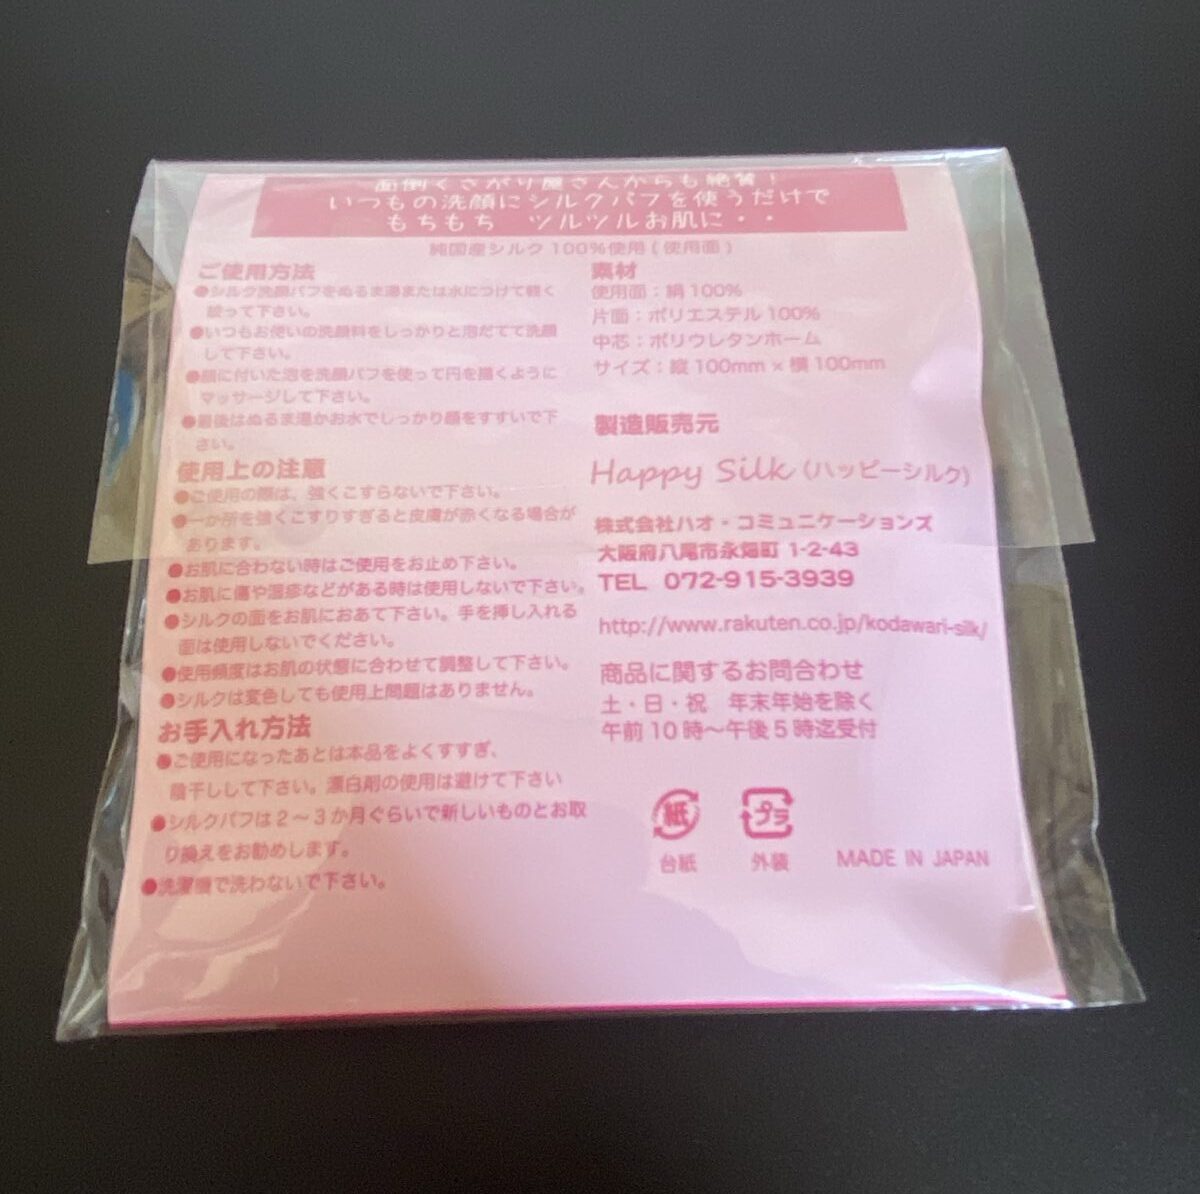 面倒くさがり屋さんからも絶賛！
いつもの洗顔にシルクパフを使うだけで
もちもち　ツルツルお肌に・・
純国産シルク100%使用(使用面)
ご使用方法
●シルク洗顔パフをぬるま湯または水につけて軽く
絞って下さい。
●いつもお使いの洗顔料をしっかりと泡だてて洗顔
して下さい。
●顔に付いた泡を洗顔パフを使って円を描くように
マッサージして下さい。
●最後はぬるま湯かお水でしっかり顔をすすいで下
さい。
使用上の注意
●ご使用の際は、強くこすらないで下さい。
●一か所を強くこすりすぎると皮膚が赤くなる場合が
あります。
●お肌に合わない時はご使用をお止め下さい。
●お肌に傷や湿疹などがある時は使用しないで下さい。
●シルクの面をお肌におあて下さい。手を挿し入れる
面は使用しないでください。
●使用頻度はお肌の状態に合わせて調整して下さい。
●シルクは変色しても使用上問題はありません。
お手入れ方法
●ご使用になったあとは本品をよくすすぎ、
陰干しして下さい。漂白剤の使用は避けて下さい
●シルクパフは2～3か月ぐらいで新しいものとお取
り換えをお勧めします。
●洗濯機で洗わないで下さい。
素材
使用面：絹100%
片面：ポリエステル100%
中芯：ポリウレタンホーム
サイズ：縦100mm×横100mm
製造販売元
Happy Silk(ハッピーシルク)
株式会社ハオ・コミュニケーションズ
大阪府八尾市永畑町1-2-43
TEL 072-915-3939
http://www.rakuten.co.jp/kodawari-silk/
商品に関するお問合わせ
土・日・祝　年末年始を除く
午前10時～午後5時迄受付
紙 プラ
台紙 外装 MADE IN JAPAN